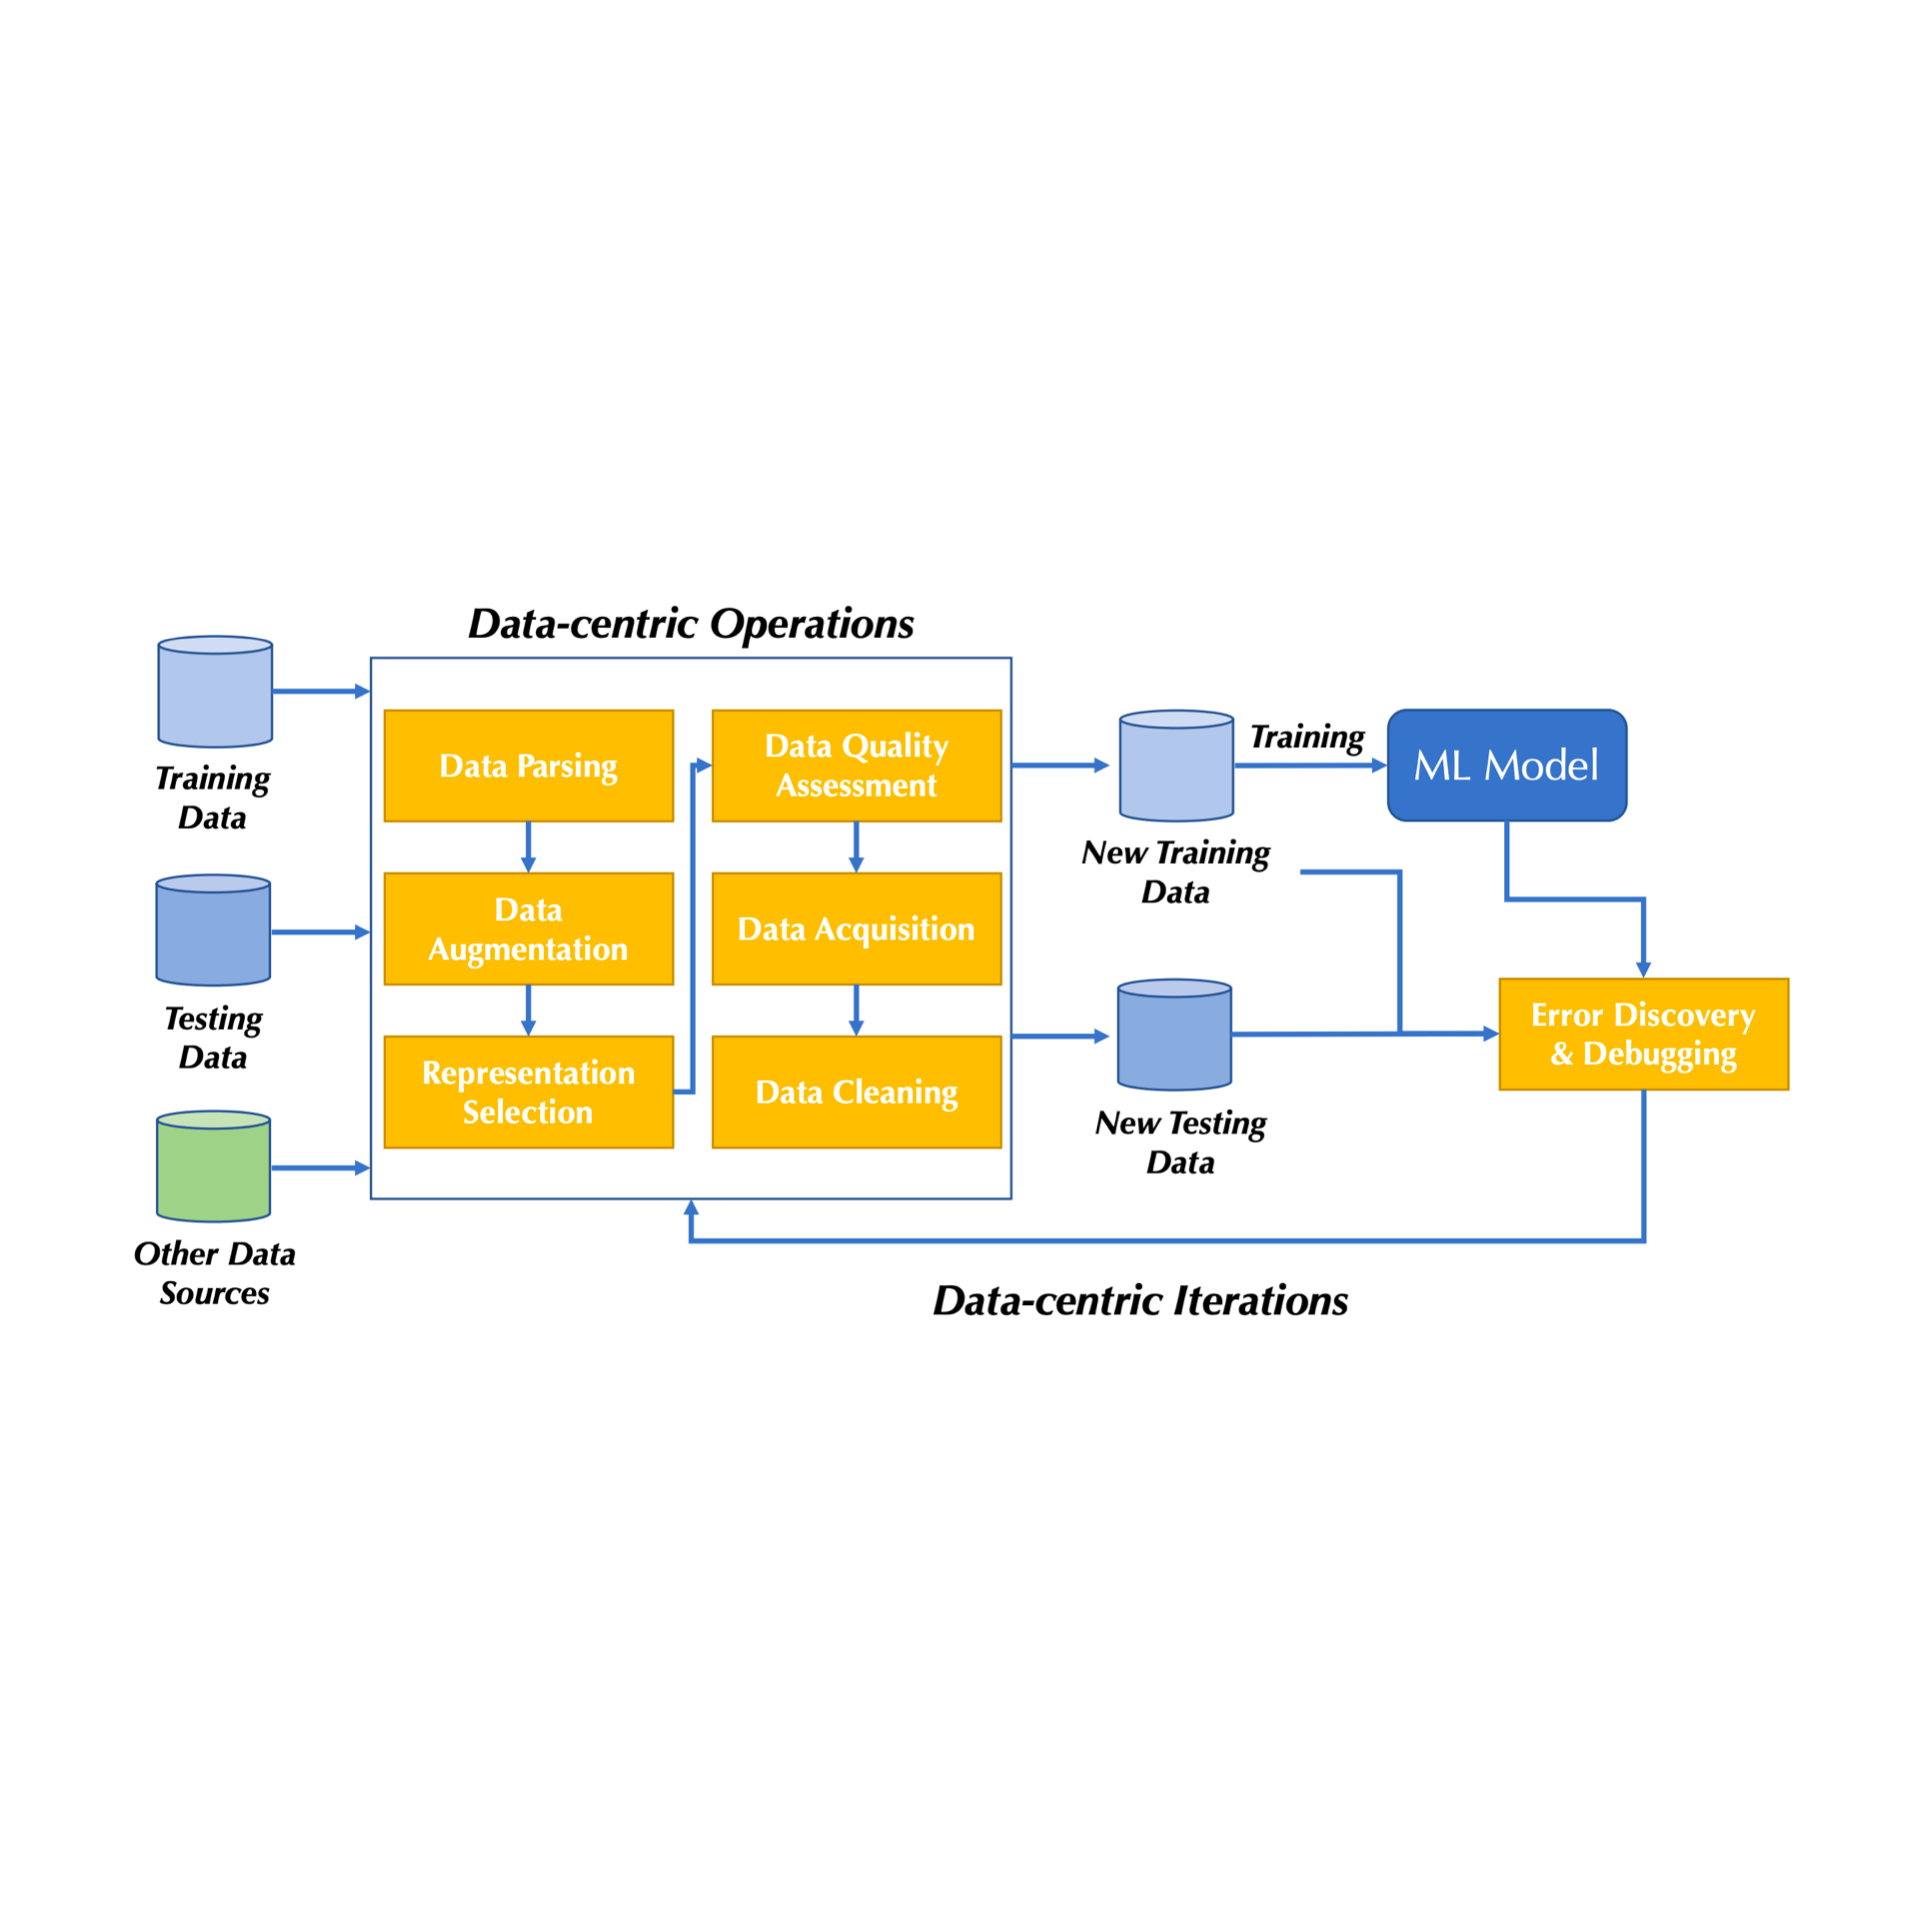 Data-centric Operations
Training
Data
Testing
Data
Other Data
Sources
Data Parsing
Data
Augmentation
Representation
Selection
Data Quality
Assessment
Data Acquisition
Data Cleaning
New Training
Data
Training
ML Model
New Testing
Data
Error Discovery
& Debugging
Data-centric Iterations